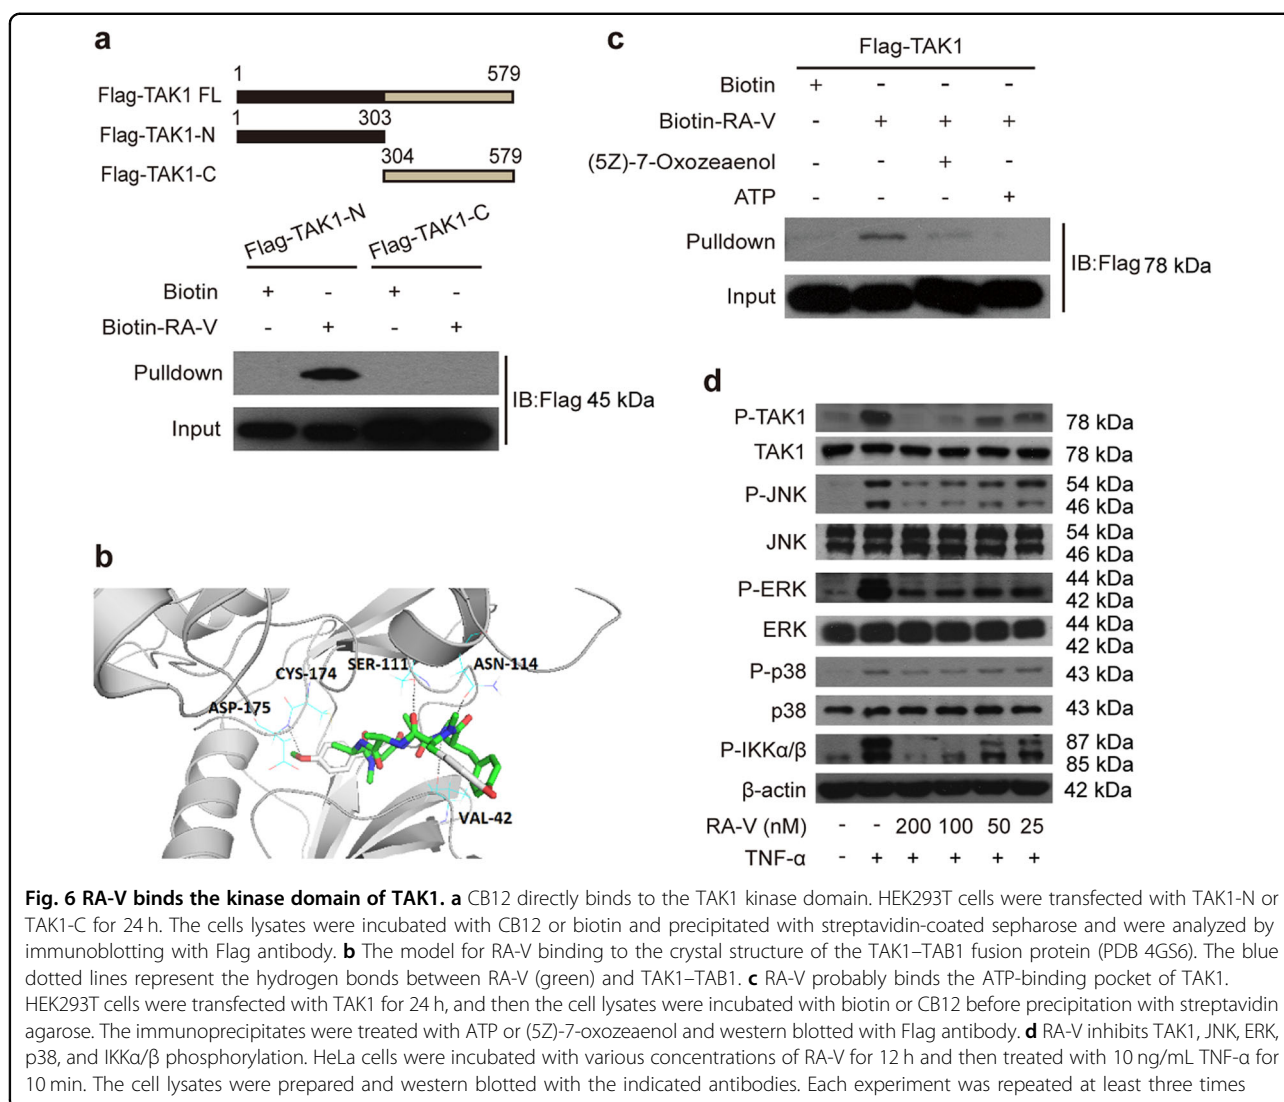 a
1 579
Flag-TAK1 FL
1 303
Flag-TAK1-N
304 579
Flag-TAK1-C
Flag-TAK1-N Flag-TAK1-C
Biotin + - + -
Biotin-RA-V - + - +
Pulldown
IB:Flag 45 kDa
Input
b
SER-111 ASN-114
CYS-174
ASP-175
VAL-42
c
Flag-TAK1
Biotin + - - -
Biotin-RA-V - + + +
(5Z)-7-Oxozeaenol - - + -
ATP - - - +
Pulldown
IB:Flag 78 kDa
Input
d
P-TAK1 78 kDa
TAK1 78 kDa
P-JNK 54 kDa
46 kDa
JNK 54 kDa
46 kDa
P-ERK 44 kDa
42 kDa
ERK 44 kDa
42 kDa
P-p38 43 kDa
p38 43 kDa
P-IKKα/β 87 kDa
85 kDa
β-actin 42 kDa
RA-V (nM) - - 200 100 50 25
TNF-α - + + + + +
Fig. 6 RA-V binds the kinase domain of TAK1. a CB12 directly binds to the TAK1 kinase domain. HEK293T cells were transfected with TAK1-N or
TAK1-C for 24 h. The cells lysates were incubated with CB12 or biotin and precipitated with streptavidin-coated sepharose and were analyzed by
immunoblotting with Flag antibody. b The model for RA-V binding to the crystal structure of the TAK1–TAB1 fusion protein (PDB 4GS6). The blue
dotted lines represent the hydrogen bonds between RA-V (green) and TAK1–TAB1. c RA-V probably binds the ATP-binding pocket of TAK1.
HEK293T cells were transfected with TAK1 for 24 h, and then the cell lysates were incubated with biotin or CB12 before precipitation with streptavidin
agarose. The immunoprecipitates were treated with ATP or (5Z)-7-oxozeaenol and western blotted with Flag antibody. d RA-V inhibits TAK1, JNK, ERK,
p38, and IKKα/β phosphorylation. HeLa cells were incubated with various concentrations of RA-V for 12 h and then treated with 10 ng/mL TNF-α for
10 min. The cell lysates were prepared and western blotted with the indicated antibodies. Each experiment was repeated at least three times